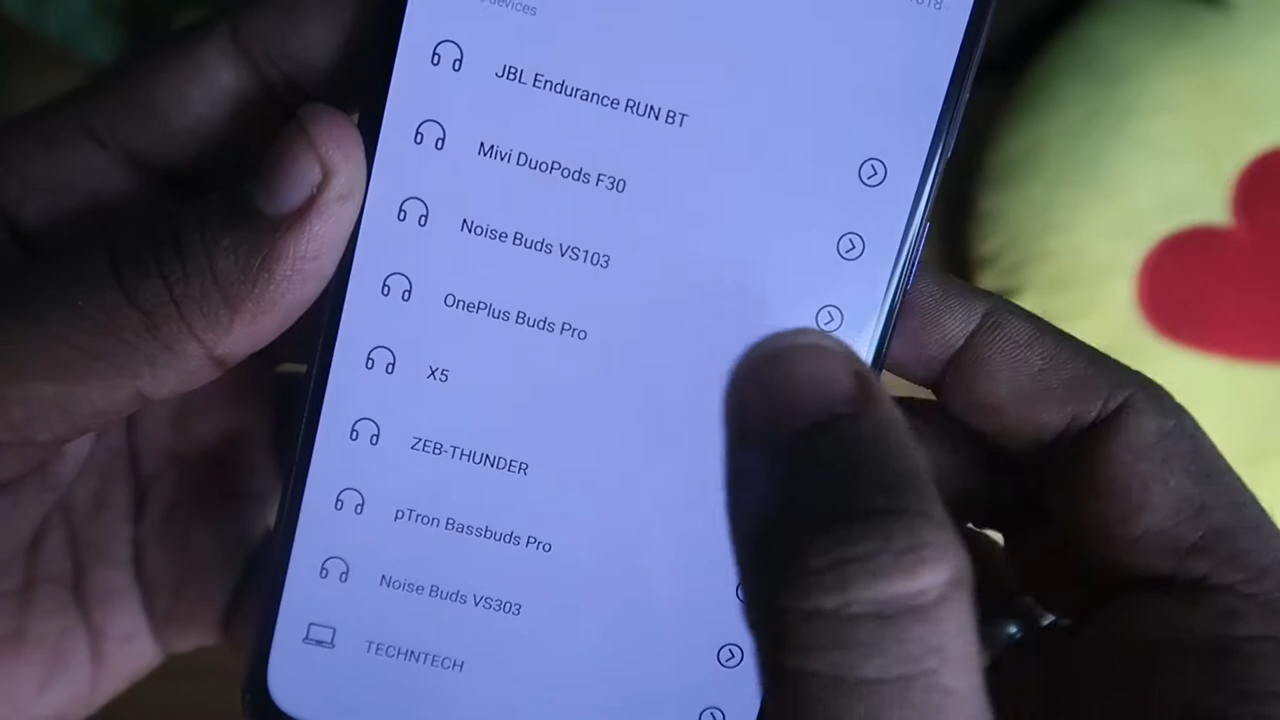 devices
JBL Endurance RUN BT
Mivi DuoPods F30
Noise Buds VS103
OnePlus Buds Pro
X5
ZEB-THUNDER
pTron Bassbuds Pro
Noise Buds VS303
TECHNTECH